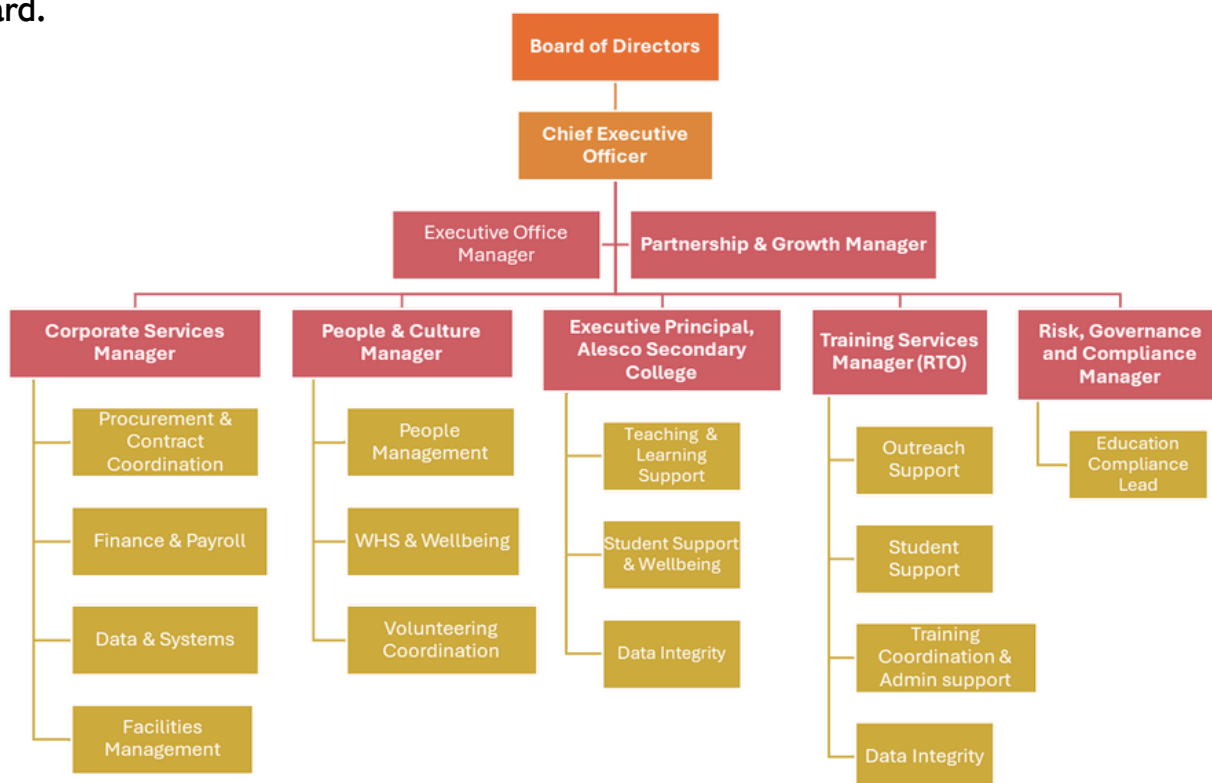 ard.
Board of Directors
Chief Executive
Officer
Executive Office
Manager
Partnership & Growth Manager
Corporate Services
Manager
People & Culture
Manager
Executive Principal,
Alesco Secondary
College
Training Services
Manager (RTO)
Risk, Governance
and Compliance
Manager
Procurement &
Contract
Coordination
Finance & Payroll
Data & Systems
Facilities
Management
People
Management
WHS & Wellbeing
Volunteering
Coordination
Teaching &
Learning
Support
Student Support
& Wellbeing
Data Integrity
Outreach
Support
Student
Support
Training
Coordination &
Admin support
Data Integrity
Education
Compliance
Lead